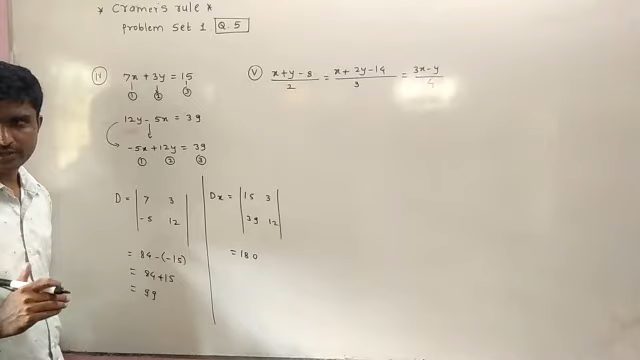 * Cramer's rule *
problem set 1 Q.5
iv 7x + 3y = 15
1 2 3
12y - 5x = 39
-5x + 12y = 39
1 2 3
D = | 7 3 |
| -5 12 |
= 84 - (-15)
= 84 + 15
= 99
Dx = | 15 3 |
| 39 12 |
= 180
v x+y-8 / 2 = x+2y-14 / 3 = 3x-y / 4